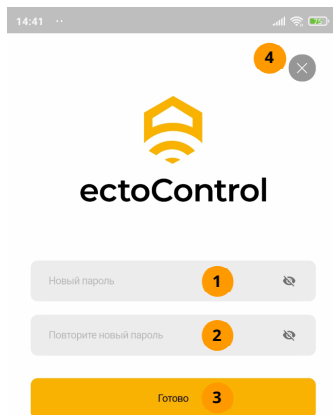 14:41
4
ectoControl
Новый пароль 1
Повторите новый пароль 2
Готово 3